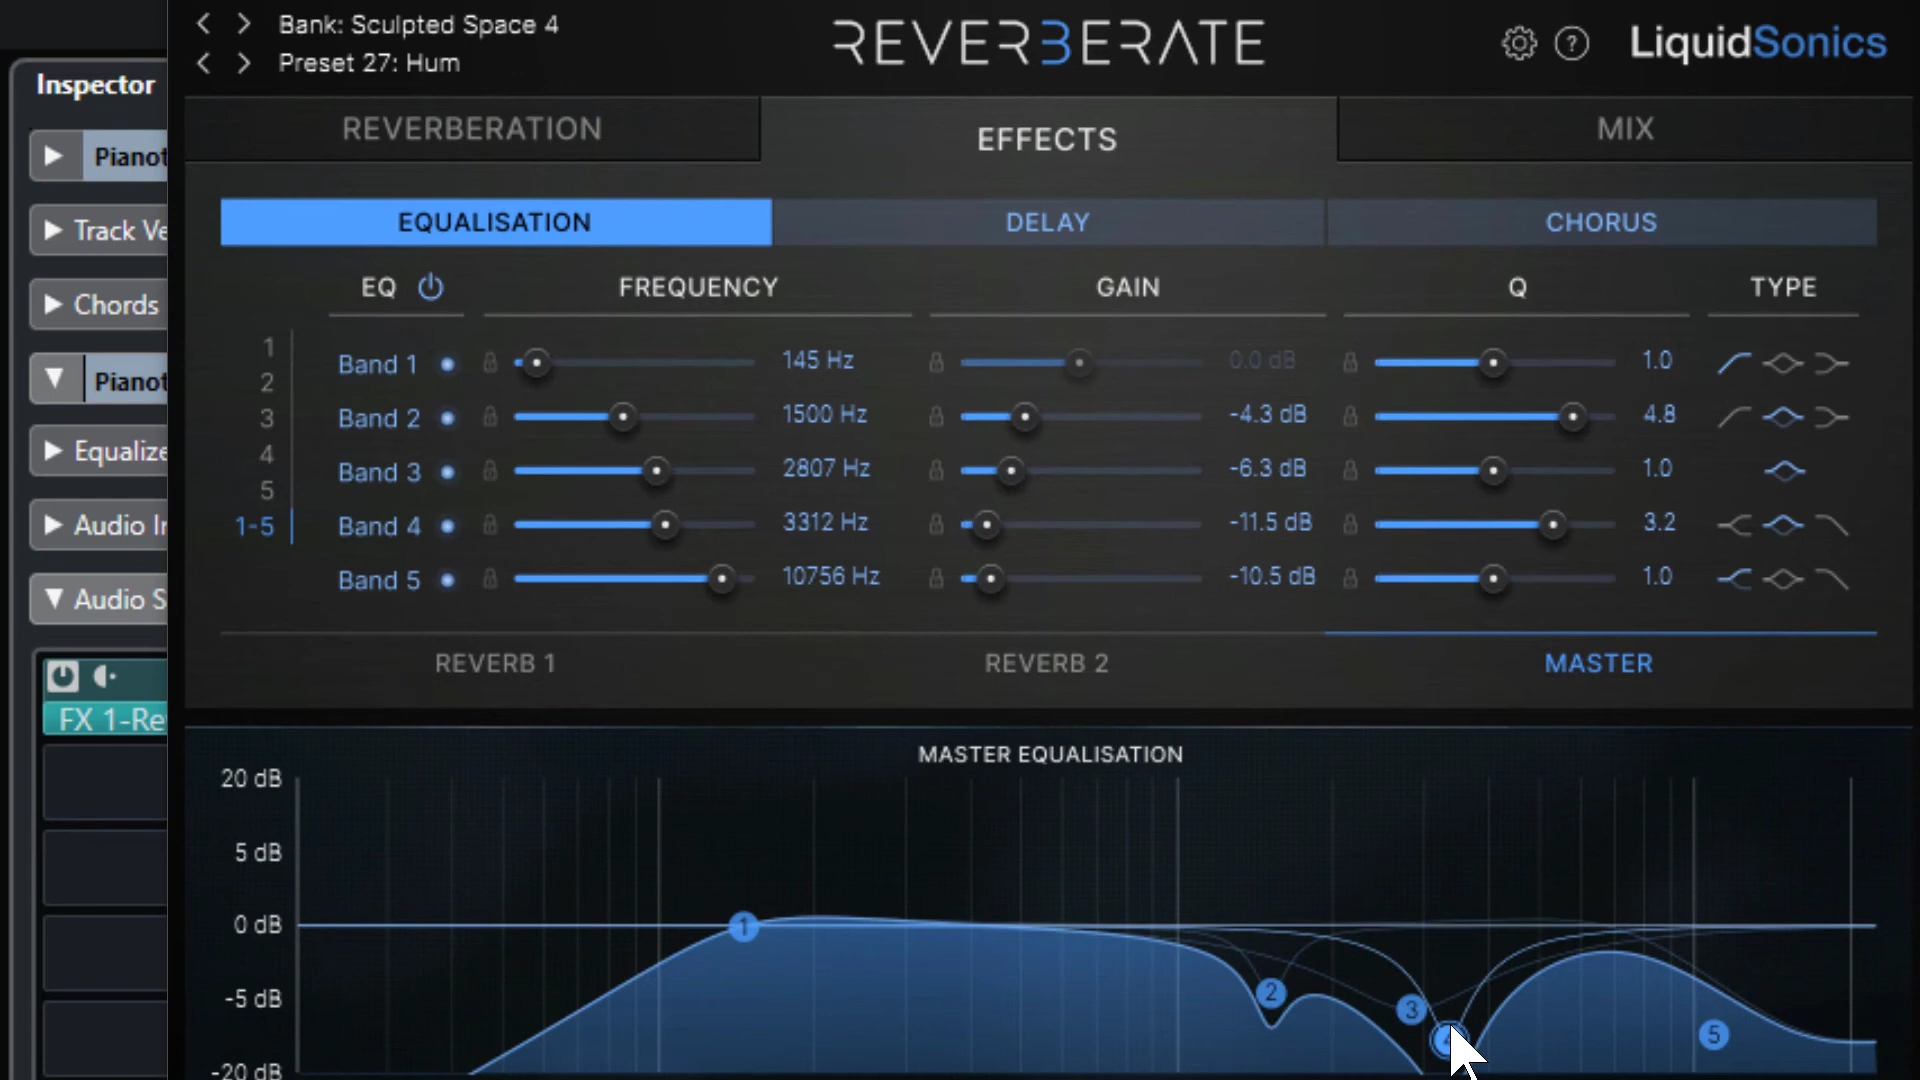 Bank: Sculpted Space 4
Preset 27: Hum
REVER3ERATE
LiquidSonics
?
Inspector
REVERBERATION
EFFECTS
MIX
EQUALISATION
DELAY
CHORUS
EQ
FREQUENCY
GAIN
Q
TYPE
1
2
3
4
5
1-5
Band 1
145 Hz
0.0 dB
1.0
Band 2
1500 Hz
-4.3 dB
4.8
Band 3
2807 Hz
-6.3 dB
1.0
Band 4
3312 Hz
-11.5 dB
3.2
Band 5
10756 Hz
-10.5 dB
1.0
REVERB 1
REVERB 2
MASTER
Pianot
Track Ve
Chords
Pianot
Equalize
Audio In
Audio S
FX 1-Re
MASTER EQUALISATION
20 dB
5 dB
0 dB
-5 dB
-20 dB
1
2
3
4
5